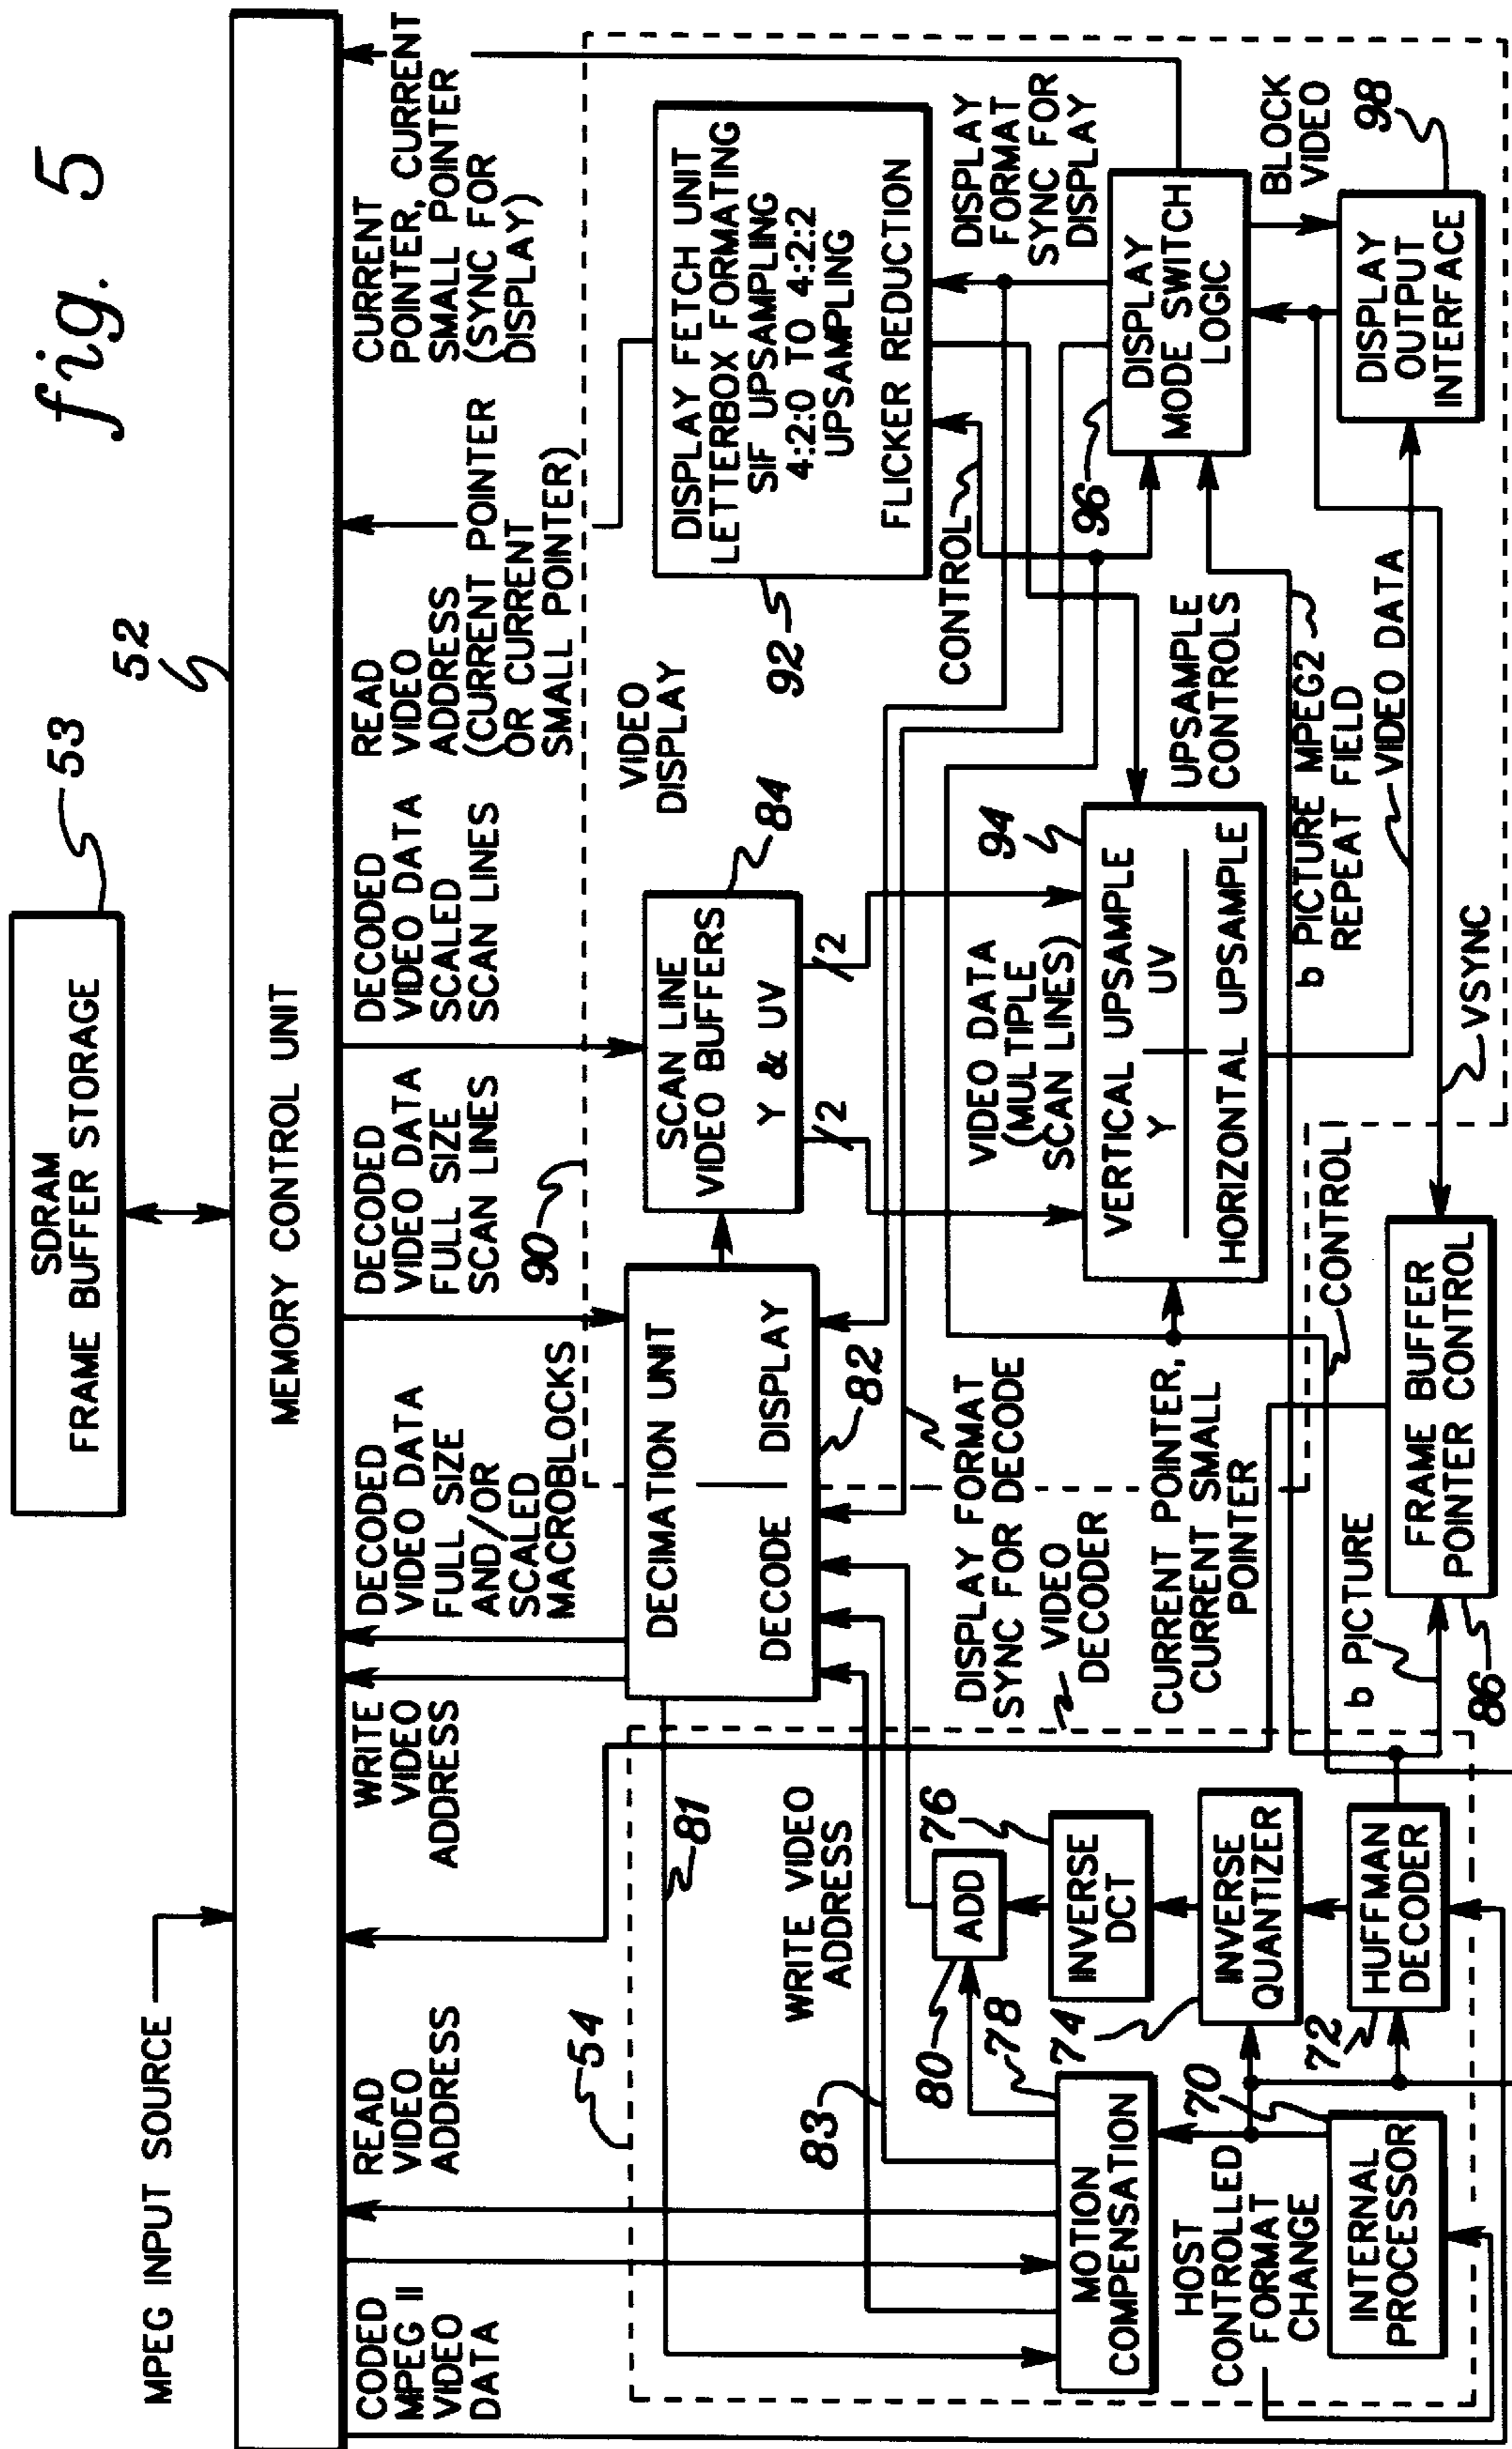 fig. 5
SDRAM
FRAME BUFFER STORAGE
53
52
MPEG INPUT SOURCE
MEMORY CONTROL UNIT
CODED
MPEG II
VIDEO
DATA
READ
VIDEO
ADDRESS
WRITE
VIDEO
ADDRESS
DECODED
VIDEO DATA
FULL SIZE
AND/OR
SCALED
MACROBLOCKS
DECODED
VIDEO DATA
FULL SIZE
SCAN LINES
DECODED
VIDEO DATA
SCALED
SCAN LINES
READ
VIDEO
ADDRESS
(CURRENT POINTER
OR CURRENT
SMALL POINTER)
CURRENT
POINTER, CURRENT
SMALL POINTER
(SYNC FOR
DISPLAY)
54
81
90
VIDEO
DISPLAY
DECIMATION UNIT
DECODE
DISPLAY
82
SCAN LINE
VIDEO BUFFERS
Y & UV
84
2
2
DISPLAY FETCH UNIT
LETTERBOX FORMATING
SIF UPSAMPLING
4:2:0 TO 4:2:2
UPSAMPLING
FLICKER REDUCTION
92
CONTROL
DISPLAY
FORMAT
SYNC FOR
DISPLAY
83
WRITE VIDEO
ADDRESS
80
ADD
76
78
MOTION
COMPENSATION
INVERSE
DCT
74
INVERSE
QUANTIZER
HOST
CONTROLLED
FORMAT
CHANGE
70
INTERNAL
PROCESSOR
72
HUFFMAN
DECODER
DISPLAY FORMAT
SYNC FOR DECODE
VIDEO
DECODER
CURRENT POINTER,
CURRENT SMALL
POINTER
VIDEO DATA
(MULTIPLE
SCAN LINES)
94
VERTICAL UPSAMPLE
Y
UV
HORIZONTAL UPSAMPLE
UPSAMPLE
CONTROLS
96
DISPLAY
MODE SWITCH
LOGIC
BLOCK
VIDEO
b PICTURE MPEG2
REPEAT FIELD
VIDEO DATA
DISPLAY
OUTPUT
INTERFACE
98
b PICTURE
CONTROL
FRAME BUFFER
POINTER CONTROL
86
VSYNC